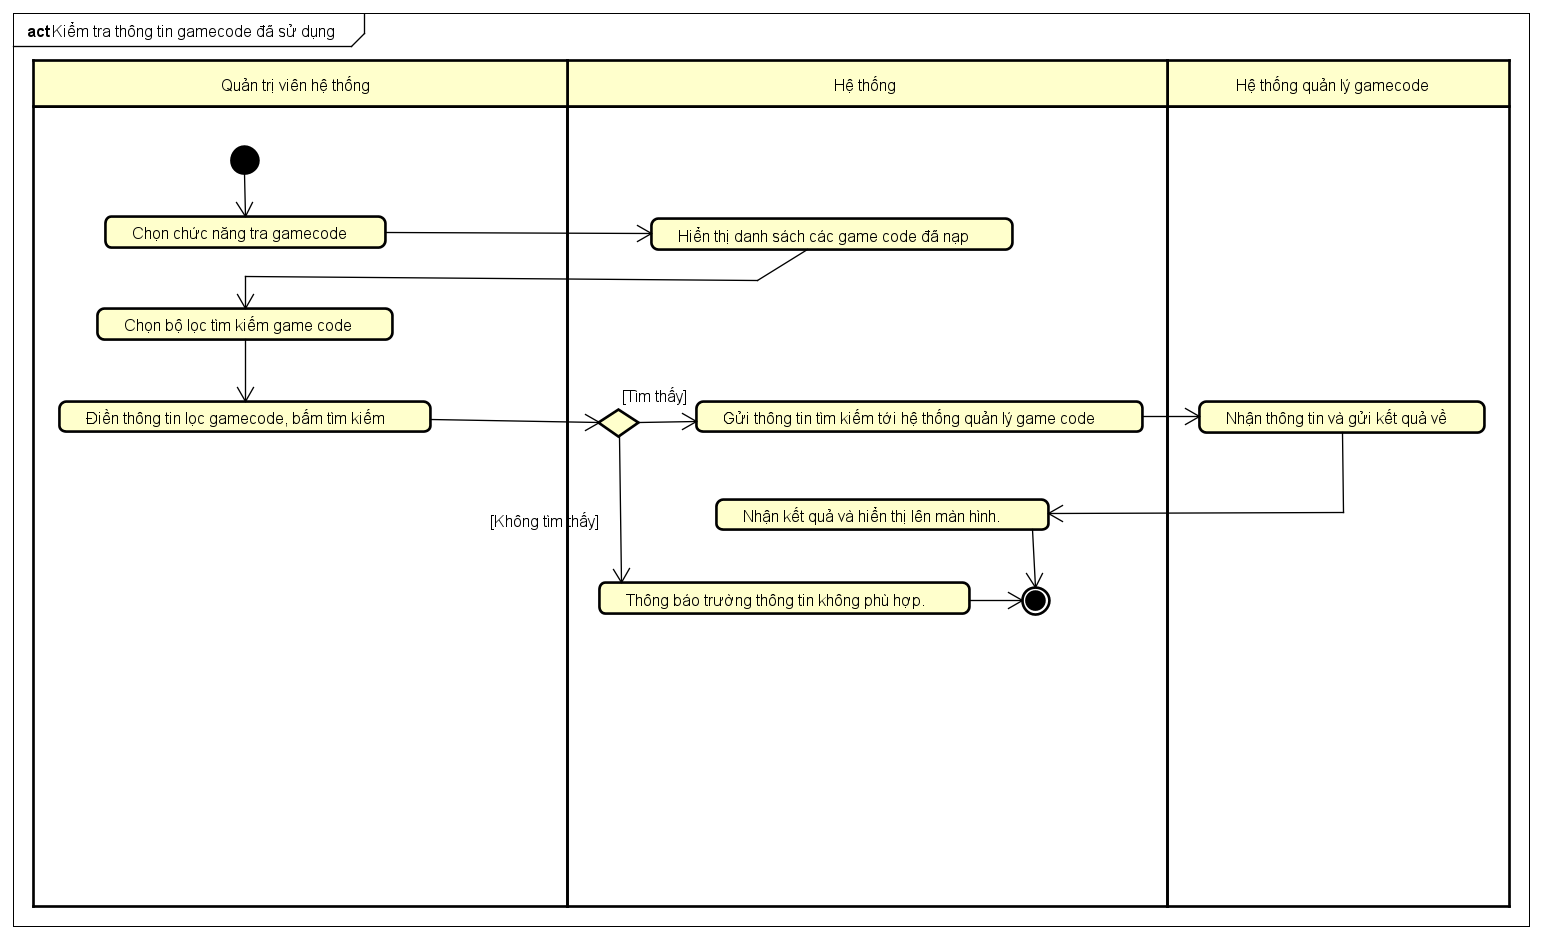 act Kiểm tra thông tin gamecode đã sử dụng
Quản trị viên hệ thống
Hệ thống
Hệ thống quản lý gamecode
Chọn chức năng tra gamecode
Hiển thị danh sách các game code đã nạp
Chọn bộ lọc tìm kiếm game code
[Tìm thấy]
Điền thông tin lọc gamecode, bấm tìm kiếm
Gửi thông tin tìm kiếm tới hệ thống quản lý game code
Nhận thông tin và gửi kết quả về
[Không tìm thấy]
Nhận kết quả và hiển thị lên màn hình.
Thông báo trường thông tin không phù hợp.